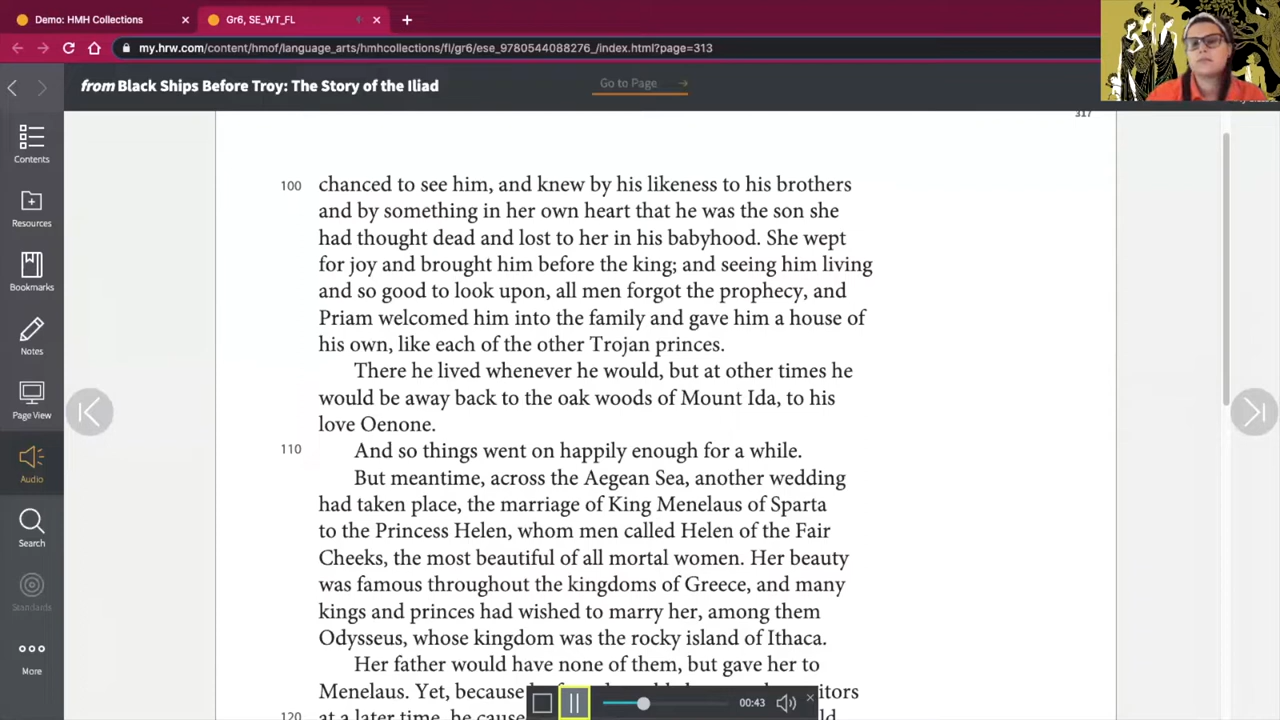 Demo: HMH Collections
Gr6, SE_WT_FL
my.hrw.com/content/hmof/language_arts/hmhcollections/fl/gr6/ese_9780544088276_/index.html?page=313
from Black Ships Before Troy: The Story of the Iliad
Go to Page
Contents
Resources
Bookmarks
Notes
Page View
Audio
Search
Standards
More
317
100 chanced to see him, and knew by his likeness to his brothers
and by something in her own heart that he was the son she
had thought dead and lost to her in his babyhood. She wept
for joy and brought him before the king; and seeing him living
and so good to look upon, all men forgot the prophecy, and
Priam welcomed him into the family and gave him a house of
his own, like each of the other Trojan princes.
There he lived whenever he would, but at other times he
would be away back to the oak woods of Mount Ida, to his
love Oenone.
110 And so things went on happily enough for a while.
But meantime, across the Aegean Sea, another wedding
had taken place, the marriage of King Menelaus of Sparta
to the Princess Helen, whom men called Helen of the Fair
Cheeks, the most beautiful of all mortal women. Her beauty
was famous throughout the kingdoms of Greece, and many
kings and princes had wished to marry her, among them
Odysseus, whose kingdom was the rocky island of Ithaca.
Her father would have none of them, but gave her to
Menelaus. Yet, because
120 at a later time, he cause
00:43